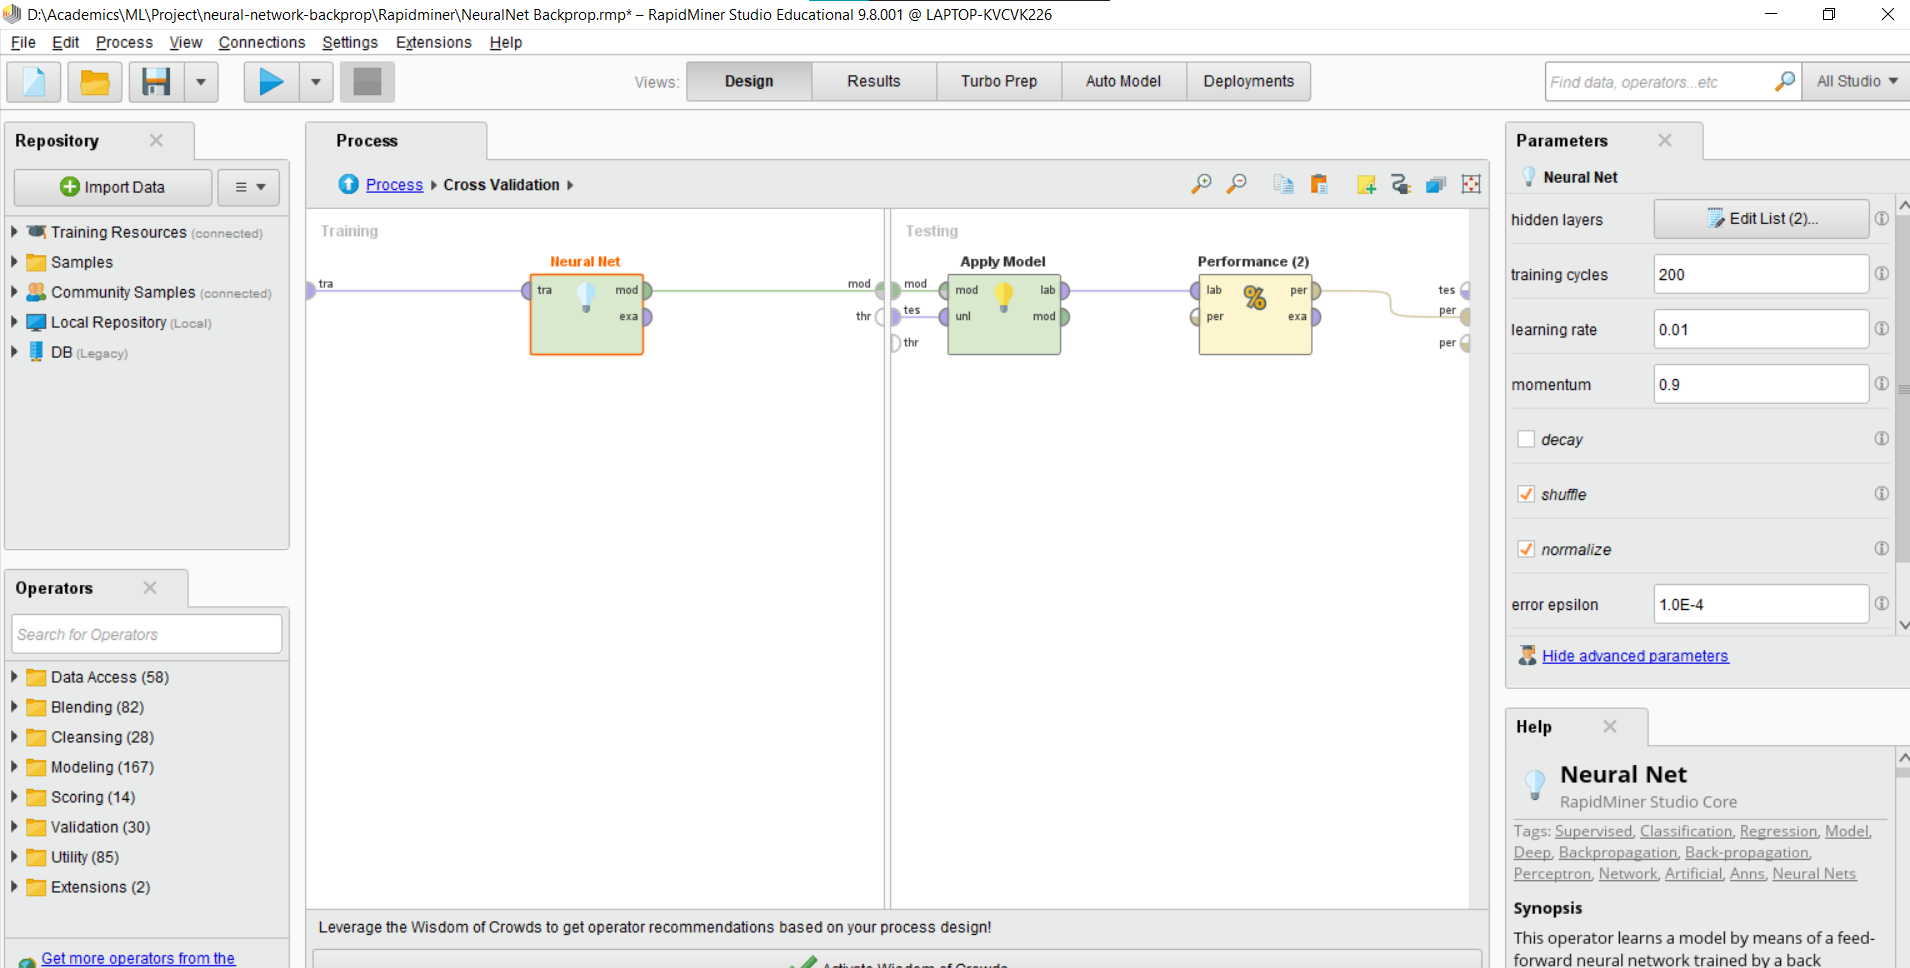 D:\Academics\ML\Project\neural-network-backprop\Rapidminer\NeuralNet Backprop.rmp* – RapidMiner Studio Educational 9.8.001 @ LAPTOP-KVCVK226
File Edit Process View Connections Settings Extensions Help
Views: Design Results Turbo Prep Auto Model Deployments
Find data, operators...etc
All Studio
Repository
Import Data
Training Resources (connected)
Samples
Community Samples (connected)
Local Repository (Local)
DB (Legacy)
Operators
Search for Operators
Data Access (58)
Blending (82)
Cleansing (28)
Modeling (167)
Scoring (14)
Validation (30)
Utility (85)
Extensions (2)
Get more operators from the
Process
Process Cross Validation
Training
tra
Neural Net
tra mod
exa
mod
thr
Testing
mod
tes
thr
Apply Model
mod lab
unl mod
Performance (2)
%
lab per
per exa
tes
per
per
Leverage the Wisdom of Crowds to get operator recommendations based on your process design!
Activate Wisdom of Crowds
Parameters
Neural Net
hidden layers Edit List (2)...
training cycles 200
learning rate 0.01
momentum 0.9
decay
shuffle
normalize
error epsilon 1.0E-4
Hide advanced parameters
Help
Neural Net
RapidMiner Studio Core
Tags: Supervised, Classification, Regression, Model,
Deep, Backpropagation, Back-propagation,
Perceptron, Network, Artificial, Anns, Neural Nets
Synopsis
This operator learns a model by means of a feed-
forward neural network trained by a back